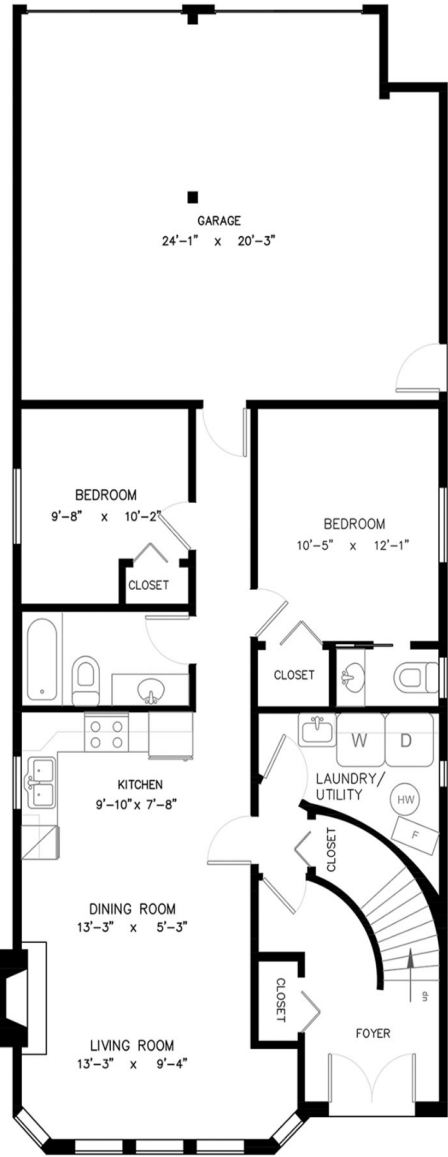 GARAGE
24'-1" x 20'-3"
BEDROOM
9'-8" x 10'-2"
BEDROOM
10'-5" x 12'-1"
CLOSET
CLOSET
W D
LAUNDRY/
UTILITY
HW
F
KITCHEN
9'-10" x 7'-8"
CLOSET
DINING ROOM
13'-3" x 5'-3"
CLOSET
dn
FOYER
LIVING ROOM
13'-3" x 9'-4"